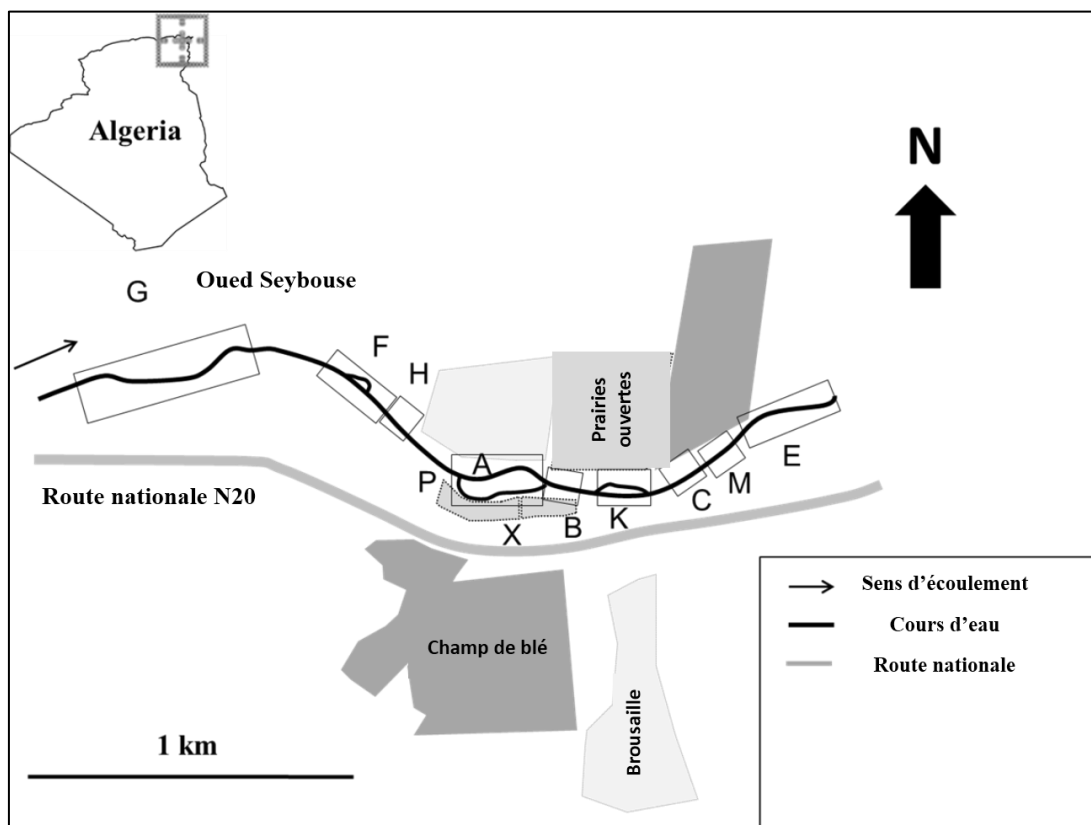 Algeria
N
G
Oued Seybouse
F
H
Prairies
ouvertes
A
E
P
C
M
Route nationale N20
X
B
K
Sens d'écoulement
Cours d'eau
Route nationale
Champ de blé
Brousaille
1 km